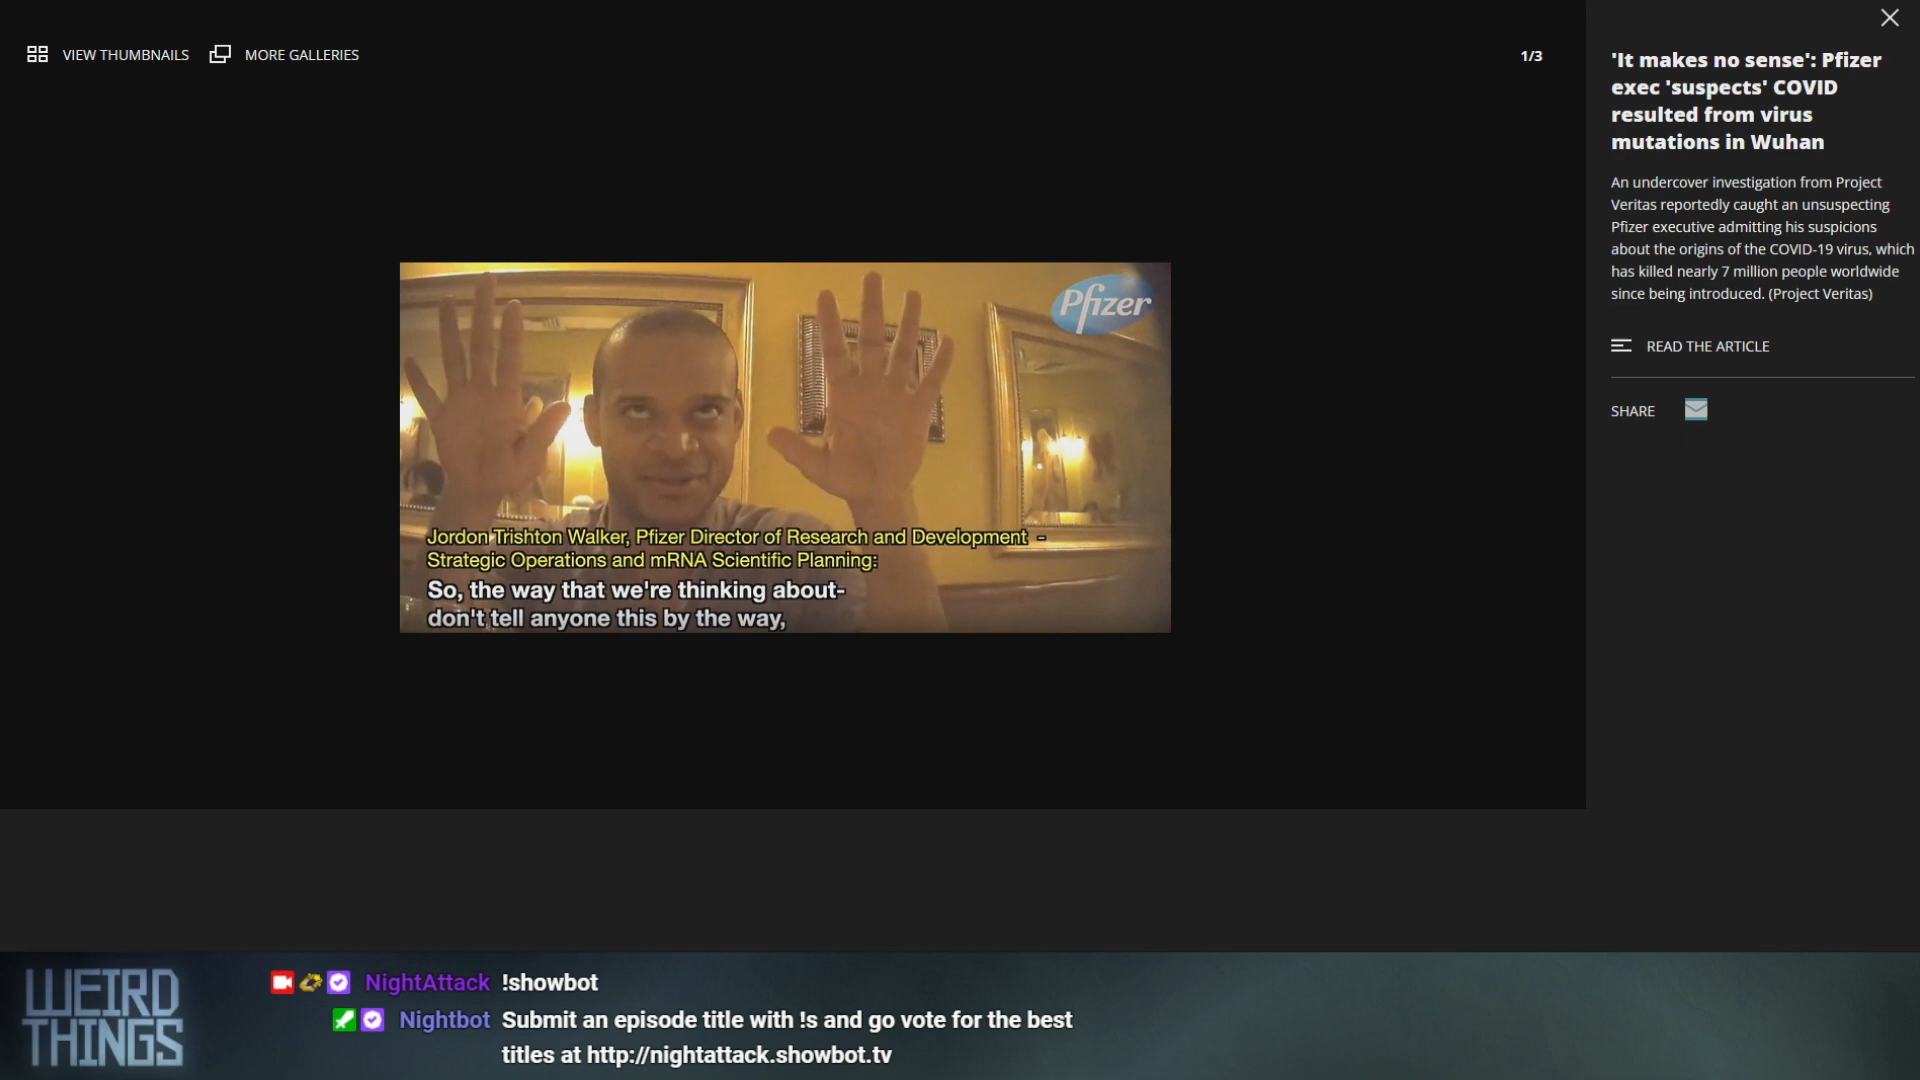 VIEW THUMBNAILS
MORE GALLERIES
1/3
'It makes no sense': Pfizer
exec 'suspects' COVID
resulted from virus
mutations in Wuhan
An undercover investigation from Project
Veritas reportedly caught an unsuspecting
Pfizer executive admitting his suspicions
about the origins of the COVID-19 virus, which
has killed nearly 7 million people worldwide
since being introduced. (Project Veritas)
READ THE ARTICLE
SHARE
Pfizer
Jordon Trishton Walker, Pfizer Director of Research and Development -
Strategic Operations and mRNA Scientific Planning:
So, the way that we're thinking about-
don't tell anyone this by the way,
WEIRD
THINGS
NightAttack !showbot
Nightbot Submit an episode title with !s and go vote for the best
titles at http://nightattack.showbot.tv